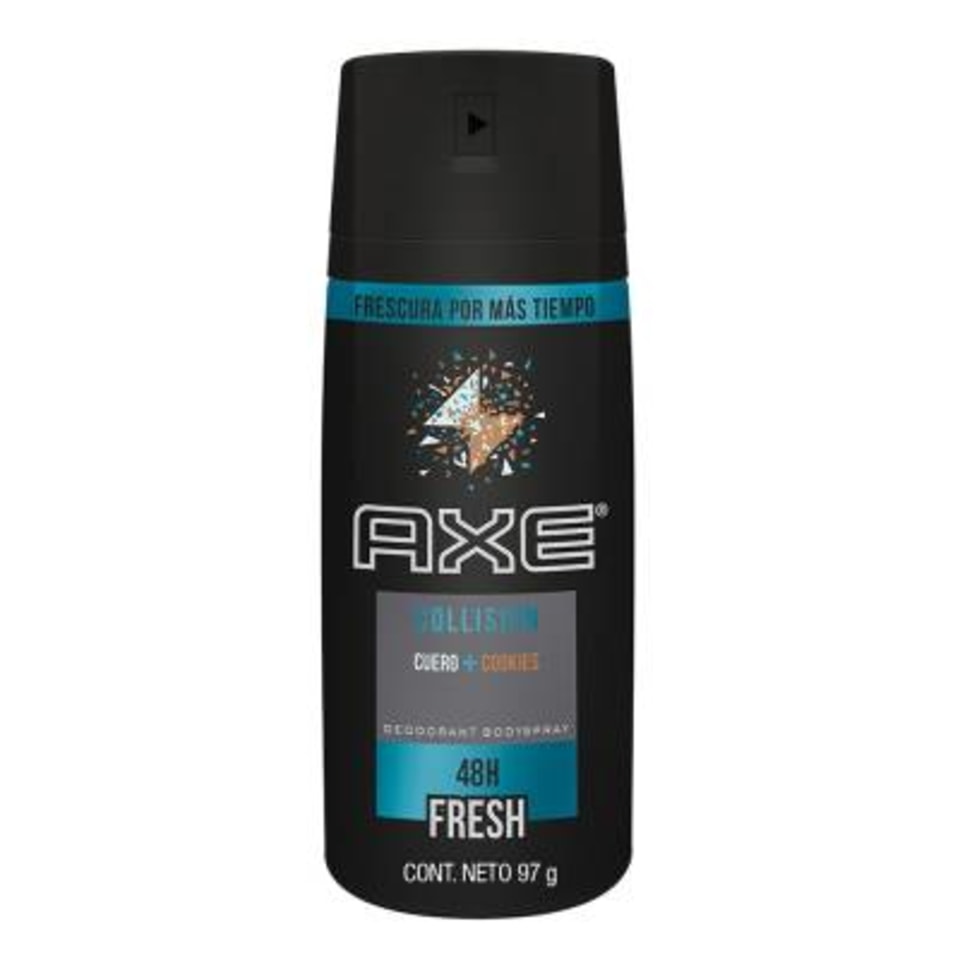 FRESCURA POR MÁS TIEMPO
AXE®
COLLISION
CUERO + COOKIES
DEODORANT BODYSPRAY
48H
FRESH
CONT. NETO 97 g